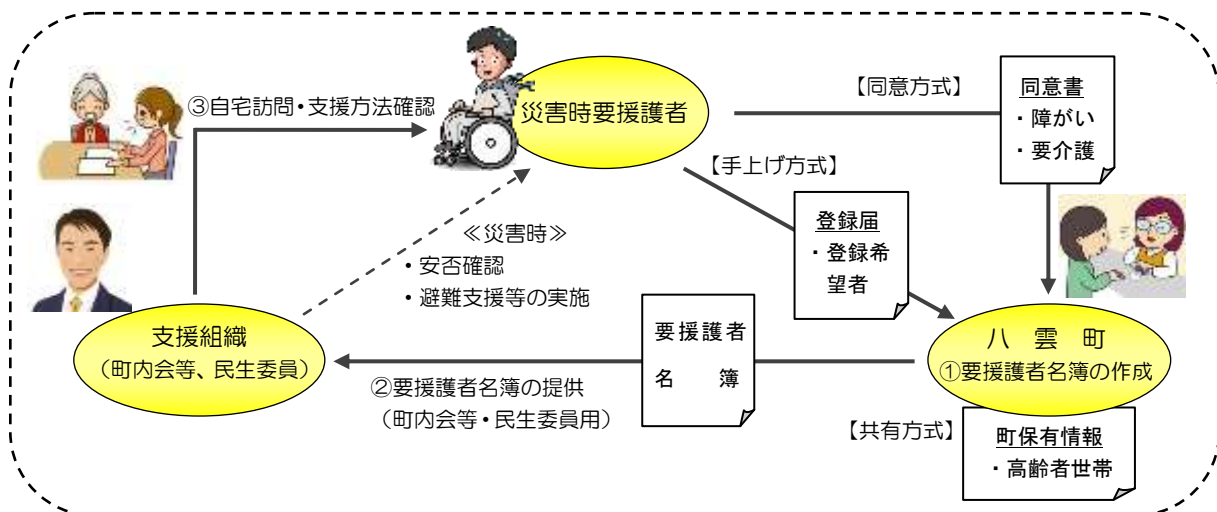 ③自宅訪問・支援方法確認
災害時要援護者
【同意方式】
同意書
・障がい
・要介護
【手上げ方式】
登録届
・登録希
望者
≪災害時≫
・安否確認
・避難支援等の実施
支援組織
（町内会等、民生委員）
②要援護者名簿の提供
（町内会等・民生委員用）
要援護者
名　簿
八　雲　町
①要援護者名簿の作成
【共有方式】
町保有情報
・高齢者世帯